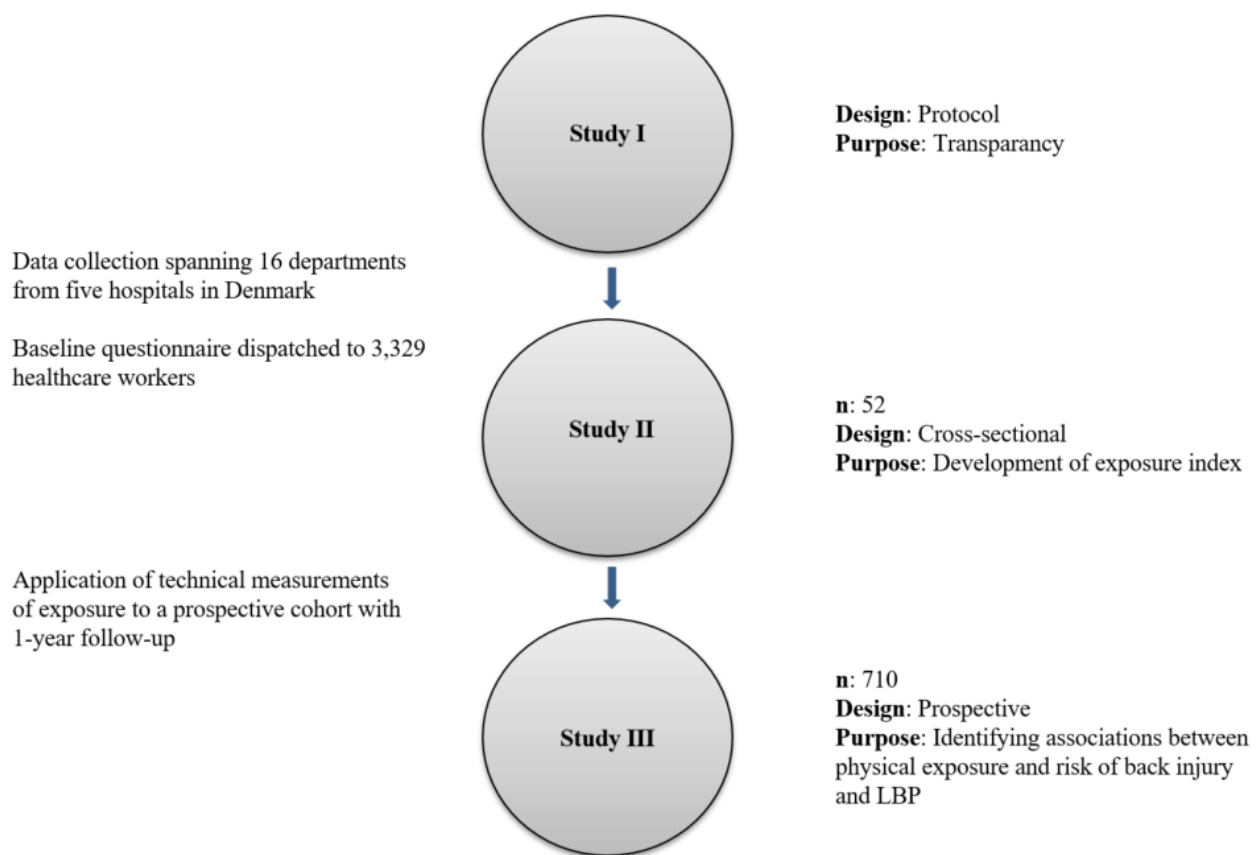 Study I
Design: Protocol
Purpose: Transparancy
Data collection spanning 16 departments
from five hospitals in Denmark
Baseline questionnaire dispatched to 3,329
healthcare workers
Study II
n: 52
Design: Cross-sectional
Purpose: Development of exposure index
Application of technical measurements
of exposure to a prospective cohort with
1-year follow-up
Study III
n: 710
Design: Prospective
Purpose: Identifying associations between
physical exposure and risk of back injury
and LBP